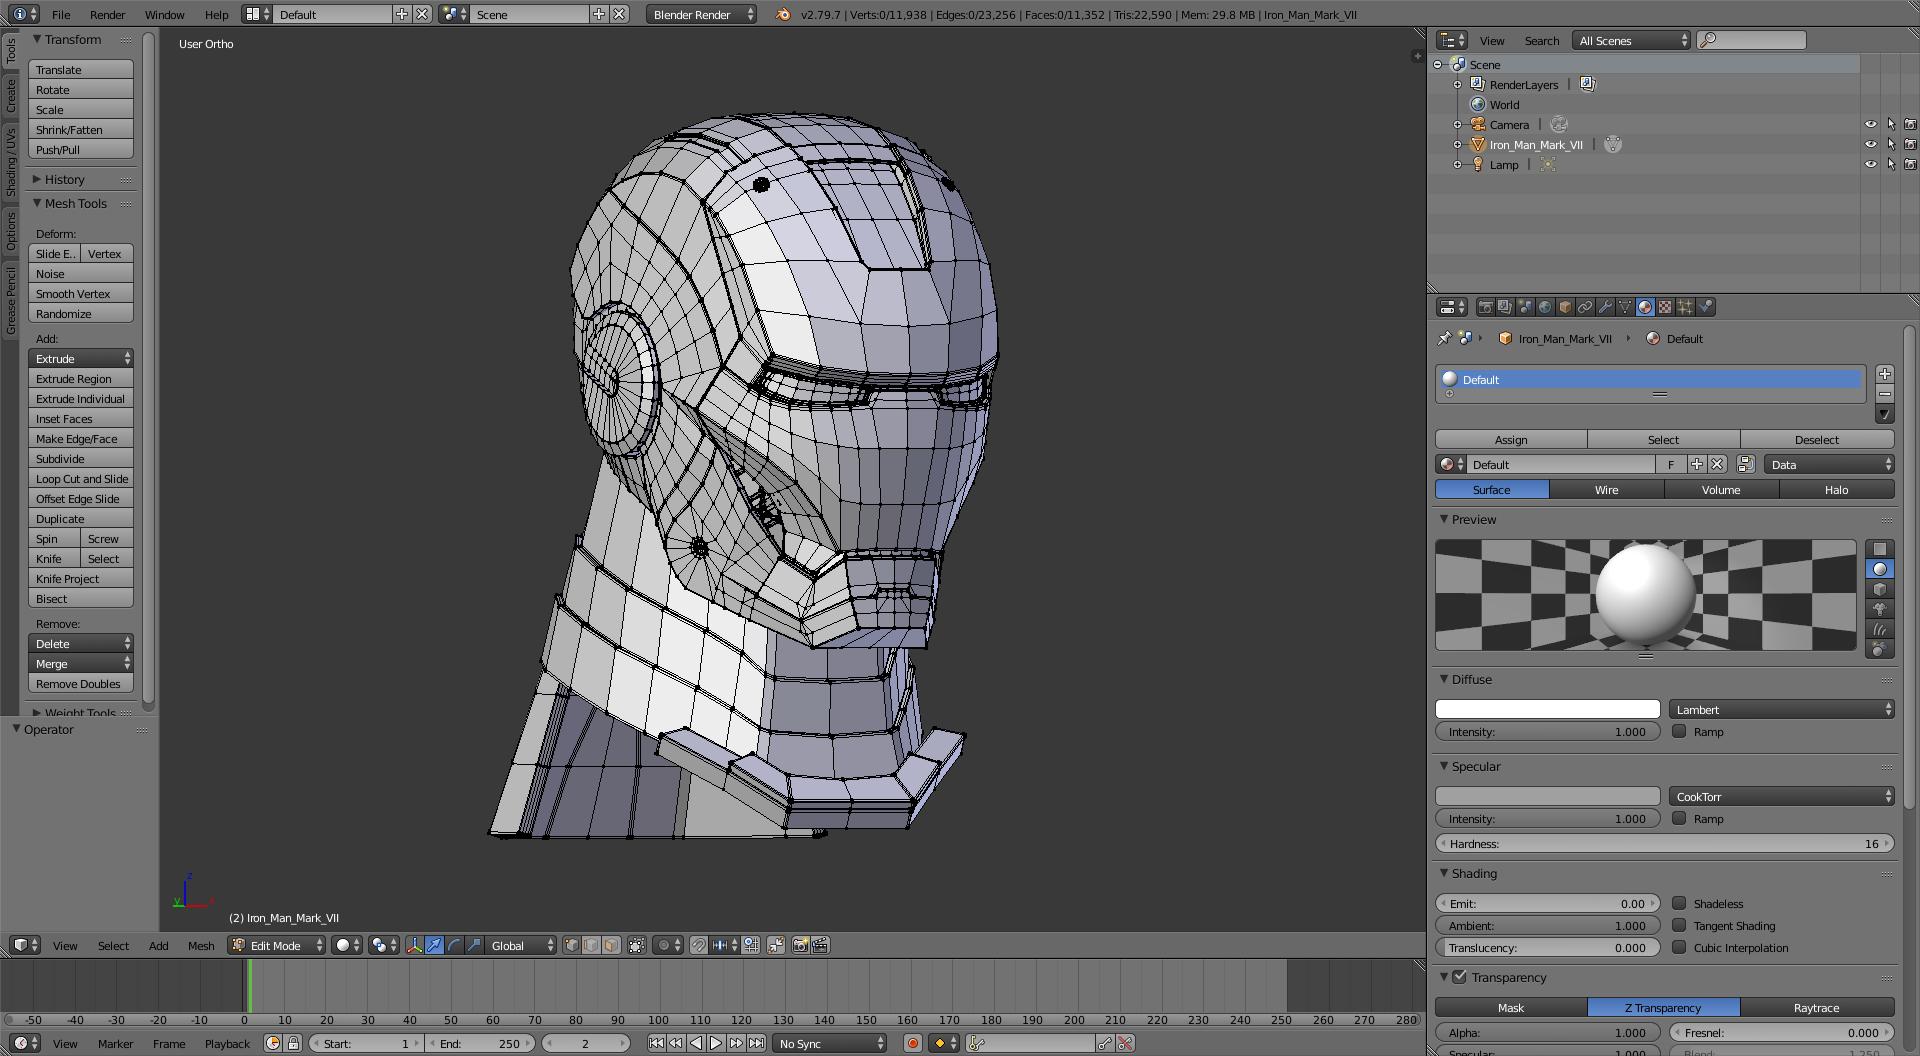 File Render Window Help Default Scene Blender Render v2.79.7 | Verts:0/11,938 | Edges:0/23,256 | Faces:0/11,352 | Tris:22,590 | Mem: 29.8 MB | Iron_Man_Mark_VII
Tools
Create
Shading / UVs
Options
Grease Pencil
Transform
Translate
Rotate
Scale
Shrink/Fatten
Push/Pull
History
Mesh Tools
Deform:
Slide E.. Vertex
Noise
Smooth Vertex
Randomize
Add:
Extrude
Extrude Region
Extrude Individual
Inset Faces
Make Edge/Face
Subdivide
Loop Cut and Slide
Offset Edge Slide
Duplicate
Spin Screw
Knife Select
Knife Project
Bisect
Remove:
Delete
Merge
Remove Doubles
Weight Tools
Operator
User Ortho
z
y x
(2) Iron_Man_Mark_VII
View Select Add Mesh Edit Mode Global
-50 -40 -30 -20 -10 0 10 20 30 40 50 60 70 80 90 100 110 120 130 140 150 160 170 180 190 200 210 220 230 240 250 260 270 280
View Marker Frame Playback Start: 1 End: 250 2 No Sync
View Search All Scenes
Scene
RenderLayers |
World
Camera |
Iron_Man_Mark_VII |
Lamp |
Iron_Man_Mark_VII Default
Default
Assign Select Deselect
Default F Data
Surface Wire Volume Halo
Preview
Diffuse
Lambert
Intensity: 1.000 Ramp
Specular
CookTorr
Intensity: 1.000 Ramp
Hardness: 16
Shading
Emit: 0.00 Shadeless
Ambient: 1.000 Tangent Shading
Translucency: 0.000 Cubic Interpolation
Transparency
Mask Z Transparency Raytrace
Alpha: 1.000 Fresnel: 0.000
Specular: 1.000 Blend: 1.250